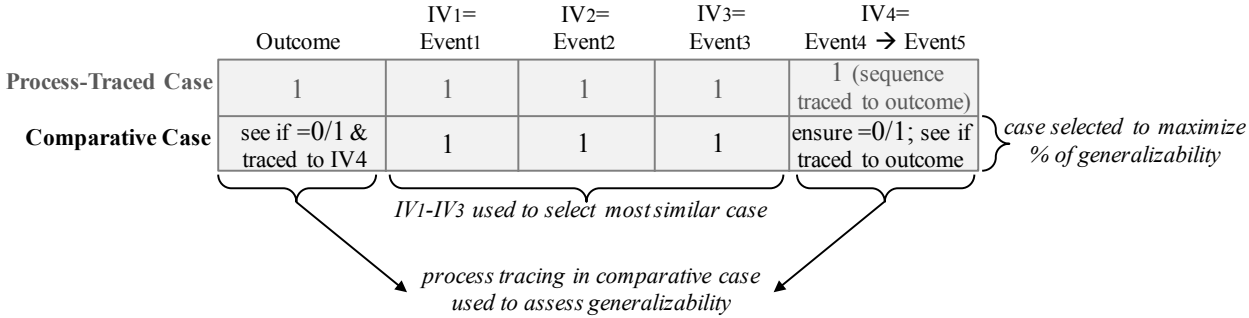 IV1= IV2= IV3= IV4=
Outcome Event1 Event2 Event3 Event4 → Event5
Process-Traced Case 1 1 1 1 1 (sequence
traced to outcome)
Comparative Case see if =0/1 & 1 1 1 ensure =0/1; see if
traced to IV4 traced to outcome
case selected to maximize
% of generalizability
IV1-IV3 used to select most similar case
process tracing in comparative case
used to assess generalizability